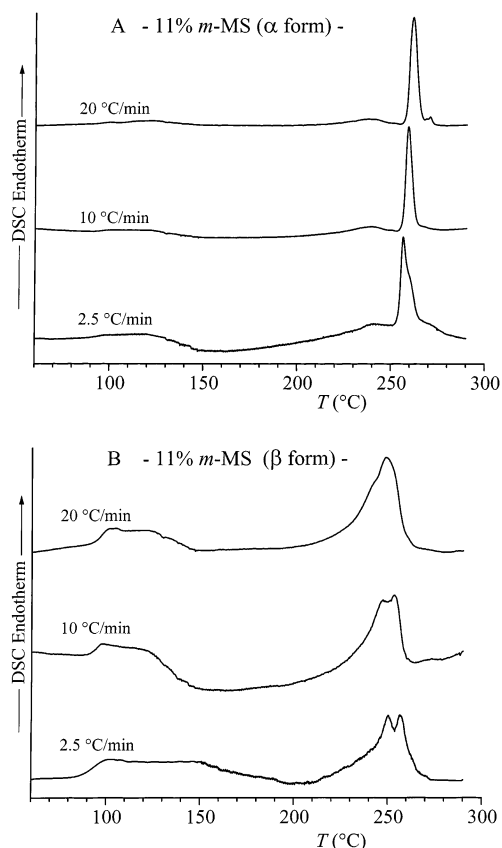 A - 11% m-MS (α form) -
20 °C/min
10 °C/min
2.5 °C/min
DSC Endotherm
100 150 200 250 300
T (°C)
B - 11% m-MS (β form) -
20 °C/min
10 °C/min
2.5 °C/min
DSC Endotherm
100 150 200 250 300
T (°C)